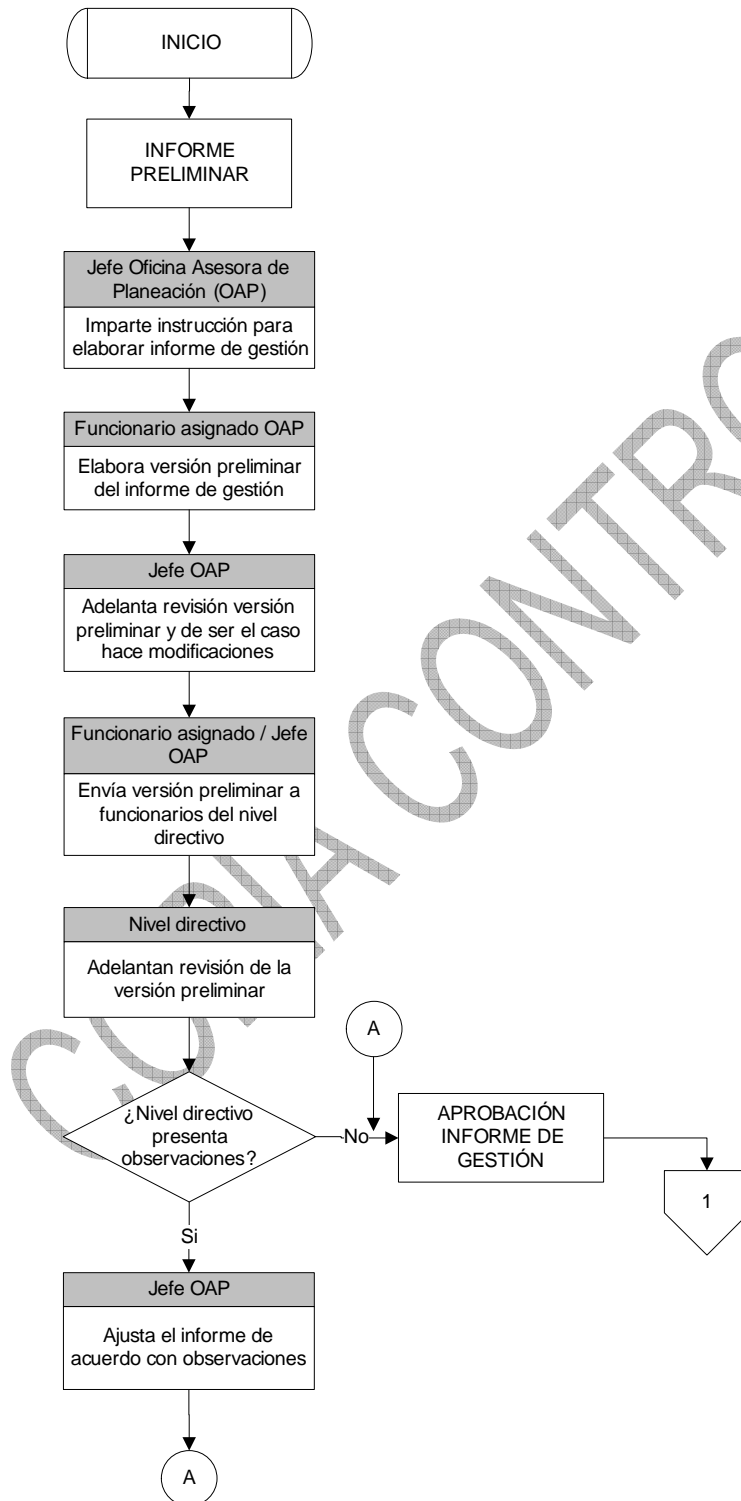 INICIO
INFORME
PRELIMINAR
Jefe Oficina Asesora de
Planeación (OAP)
Imparte instrucción para
elaborar informe de gestión
Funcionario asignado OAP
Elabora versión preliminar
del informe de gestión
Jefe OAP
Adelanta revisión versión
preliminar y de ser el caso
hace modificaciones
Funcionario asignado / Jefe
OAP
Envía versión preliminar a
funcionarios del nivel
directivo
Nivel directivo
Adelantan revisión de la
versión preliminar
¿Nivel directivo
presenta
observaciones?
No
A
APROBACIÓN
INFORME DE
GESTIÓN
1
Si
Jefe OAP
Ajusta el informe de
acuerdo con observaciones
A